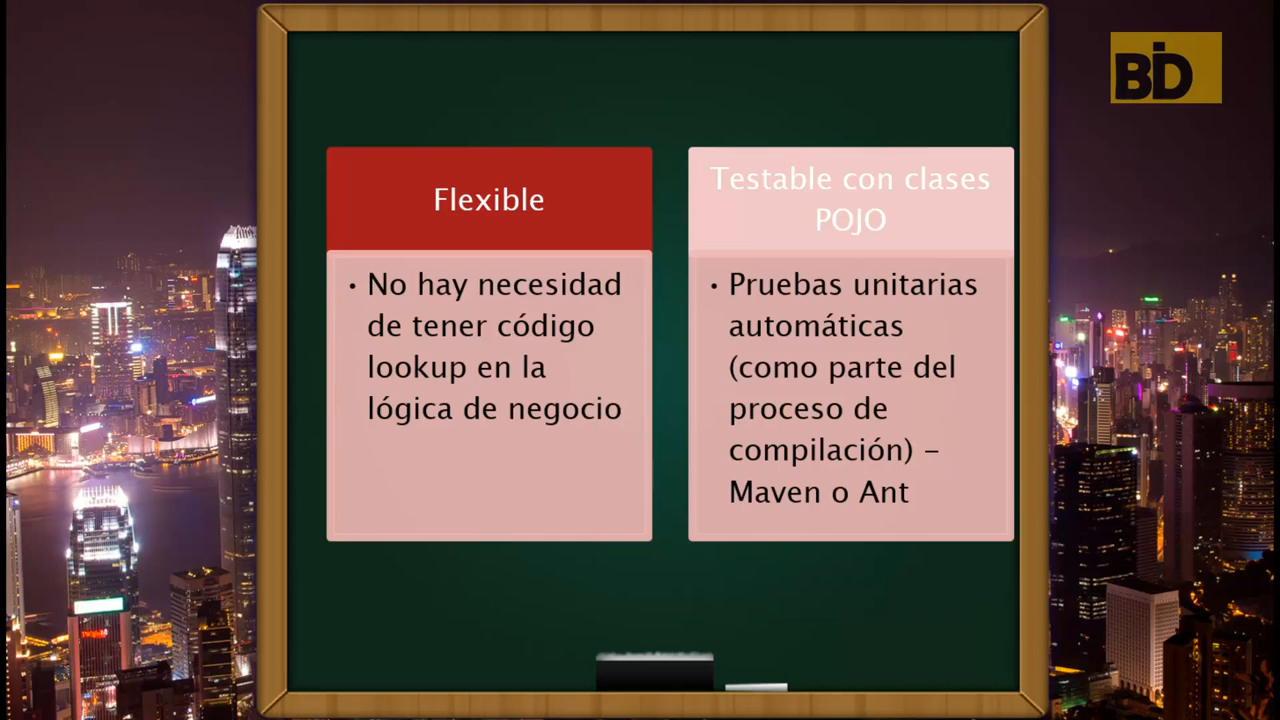 BID
Flexible
• No hay necesidad
de tener código
lookup en la
lógica de negocio
Testable con clases
POJO
• Pruebas unitarias
automáticas
(como parte del
proceso de
compilación) –
Maven o Ant